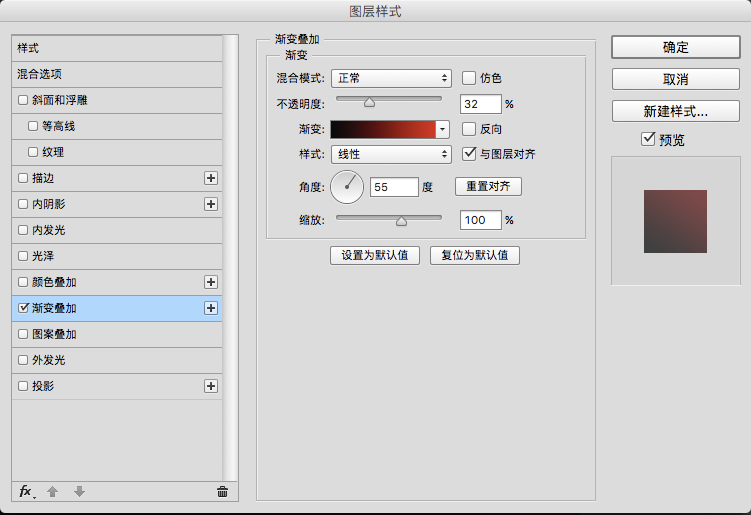 图层样式
样式
混合选项
斜面和浮雕
等高线
纹理
描边
内阴影
内发光
光泽
颜色叠加
渐变叠加
图案叠加
外发光
投影
fx
渐变叠加
渐变
混合模式: 正常 仿色
不透明度: 32 %
渐变: 反向
样式: 线性 与图层对齐
角度: 55 度 重置对齐
缩放: 100 %
设置为默认值 复位为默认值
确定
取消
新建样式...
预览